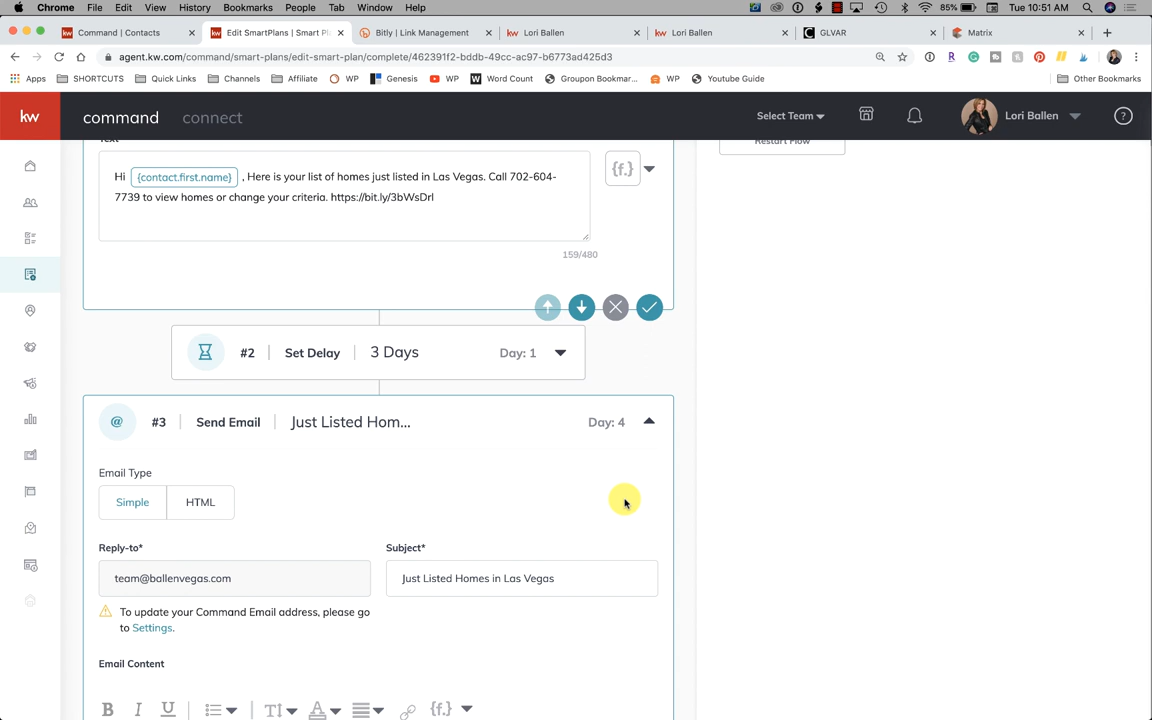 Chrome File Edit View History Bookmarks People Tab Window Help 85% Tue 10:51 AM
kw Command | Contacts Edit SmartPlans | Smart Pl Bitly | Link Management kw Lori Ballen kw Lori Ballen GLVAR Matrix
agent.kw.com/command/smart-plans/edit-smart-plan/complete/462391f2-bddb-49cc-ac97-b6773ad425d3
Apps SHORTCUTS Quick Links Channels Affiliate WP Genesis WP W Word Count Groupon Bookmar... WP Youtube Guide Other Bookmarks
kw command connect Select Team Lori Ballen ?
Text
Restart Flow
Hi {contact.first.name} , Here is your list of homes just listed in Las Vegas. Call 702-604-
7739 to view homes or change your criteria. https://bit.ly/3bWsDrl
{f.}
159/480
#2 Set Delay 3 Days Day: 1
@ #3 Send Email Just Listed Hom... Day: 4
Email Type
Simple HTML
Reply-to* Subject*
team@ballenvegas.com Just Listed Homes in Las Vegas
To update your Command Email address, please go
to Settings.
Email Content
B I U T A {f.}